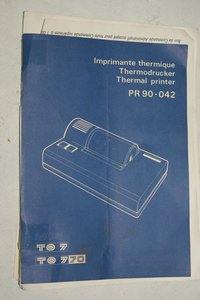 Imprimante thermique
Thermodrucker
Thermal printer
PR 90-042
TO 7
TO 7 70